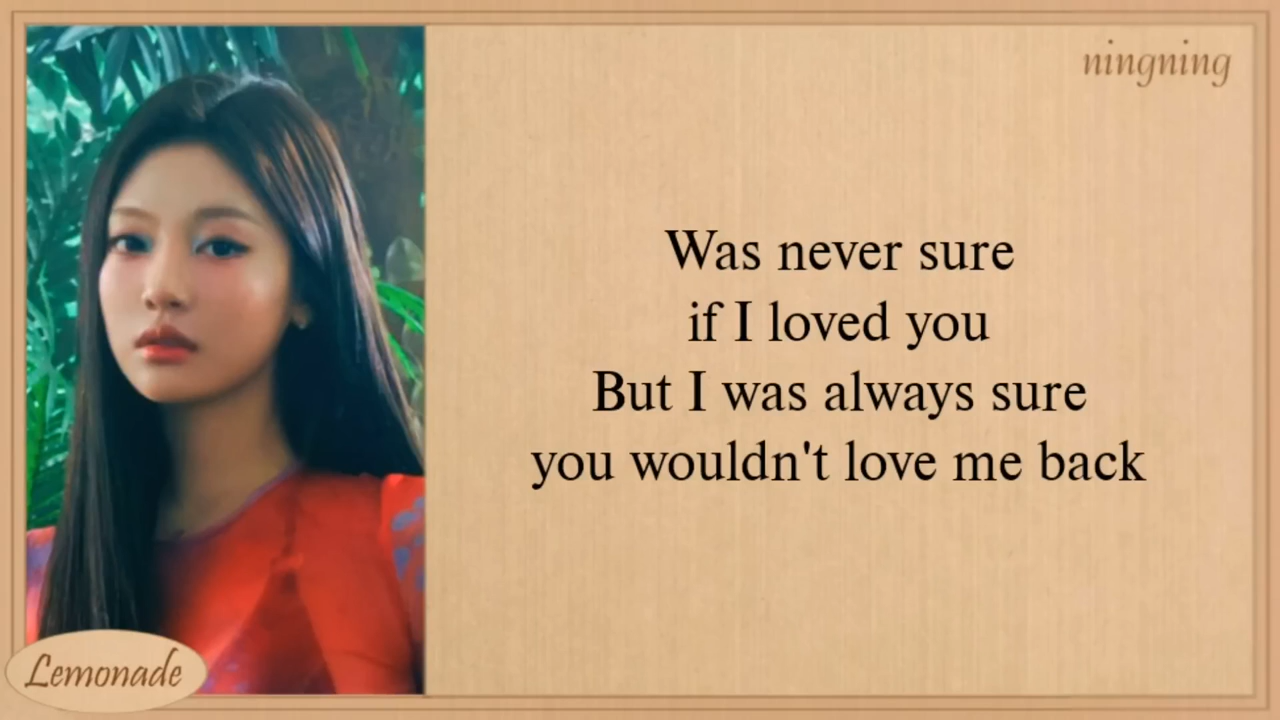 ningning
Was never sure
if I loved you
But I was always sure
you wouldn't love me back
Lemonade